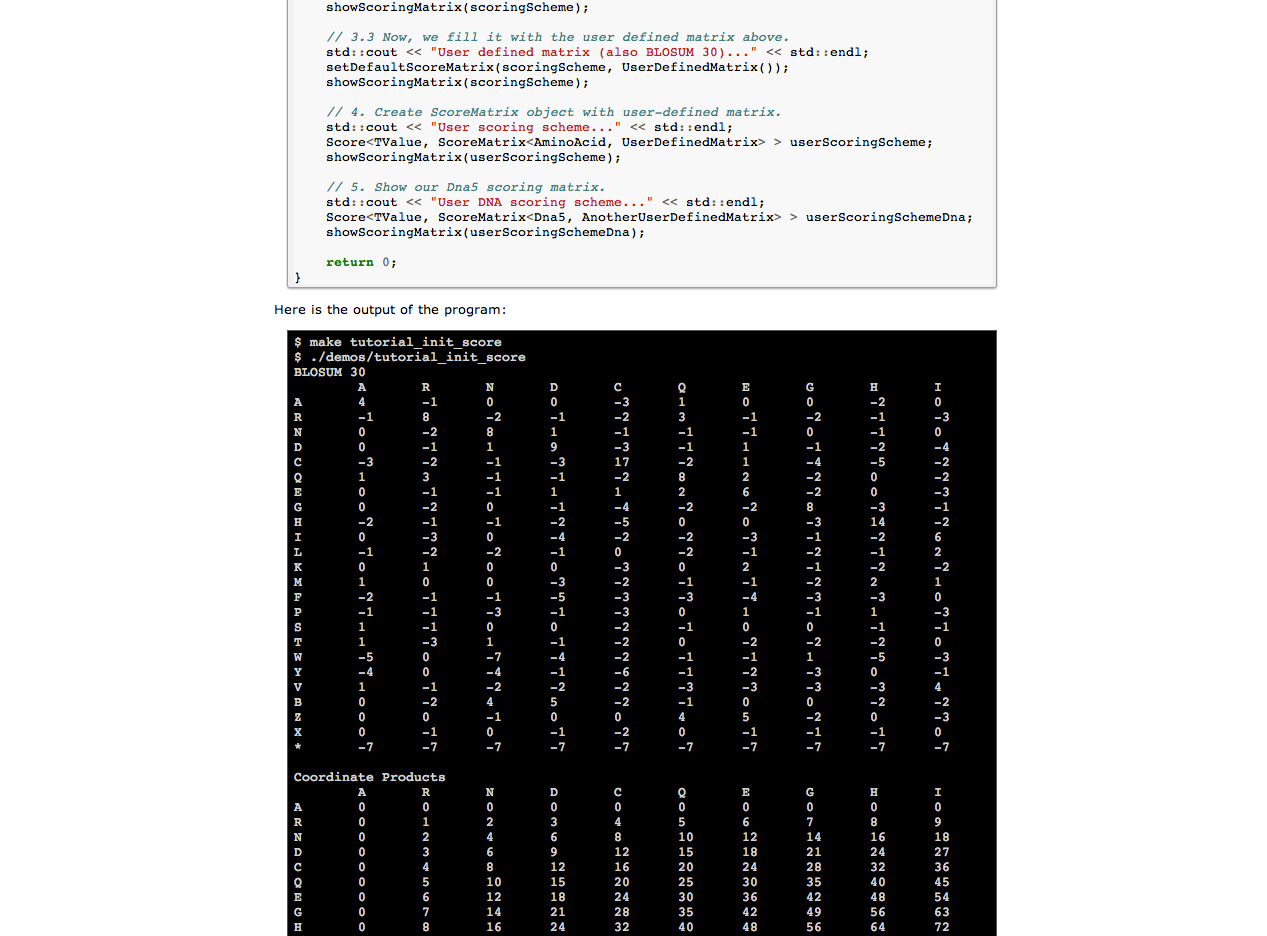 showScoringMatrix(scoringScheme);
// 3.3 Now, we fill it with the user defined matrix above.
std::cout << "User defined matrix (also BLOSUM 30)..." << std::endl;
setDefaultScoreMatrix(scoringScheme, UserDefinedMatrix());
showScoringMatrix(scoringScheme);
// 4. Create ScoreMatrix object with user-defined matrix.
std::cout << "User scoring scheme..." << std::endl;
Score<TValue, ScoreMatrix<AminoAcid, UserDefinedMatrix> > userScoringScheme;
showScoringMatrix(userScoringScheme);
// 5. Show our Dna5 scoring matrix.
std::cout << "User DNA scoring scheme..." << std::endl;
Score<TValue, ScoreMatrix<Dna5, AnotherUserDefinedMatrix> > userScoringSchemeDna;
showScoringMatrix(userScoringSchemeDna);
return 0;
}
Here is the output of the program:
$ make tutorial_init_score
$ ./demos/tutorial_init_score
BLOSUM 30
A R N D C Q E G H I
A 4 -1 0 0 -3 1 0 0 -2 0
R -1 8 -2 -1 -2 3 -1 -2 -1 -3
N 0 -2 8 1 -1 -1 -1 0 -1 0
D 0 -1 1 9 -3 -1 1 -1 -2 -4
C -3 -2 -1 -3 17 -2 1 -4 -5 -2
Q 1 3 -1 -1 -2 8 2 -2 0 -2
E 0 -1 -1 1 1 2 6 -2 0 -3
G 0 -2 0 -1 -4 -2 -2 8 -3 -1
H -2 -1 -1 -2 -5 0 0 -3 14 -2
I 0 -3 0 -4 -2 -2 -3 -1 -2 6
L -1 -2 -2 -1 0 -2 -1 -2 -1 2
K 0 1 0 0 -3 0 2 -1 -2 -2
M 1 0 0 -3 -2 -1 -1 -2 2 1
F -2 -1 -1 -5 -3 -3 -4 -3 -3 0
P -1 -1 -3 -1 -3 0 1 -1 1 -3
S 1 -1 0 0 -2 -1 0 0 -1 -1
T 1 -3 1 -1 -2 0 -2 -2 -2 0
W -5 0 -7 -4 -2 -1 -1 1 -5 -3
Y -4 0 -4 -1 -6 -1 -2 -3 0 -1
V 1 -1 -2 -2 -2 -3 -3 -3 -3 4
B 0 -2 4 5 -2 -1 0 0 -2 -2
Z 0 0 -1 0 0 4 5 -2 0 -3
X 0 -1 0 -1 -2 0 -1 -1 -1 0
* -7 -7 -7 -7 -7 -7 -7 -7 -7 -7
Coordinate Products
A R N D C Q E G H I
A 0 0 0 0 0 0 0 0 0 0
R 0 1 2 3 4 5 6 7 8 9
N 0 2 4 6 8 10 12 14 16 18
D 0 3 6 9 12 15 18 21 24 27
C 0 4 8 12 16 20 24 28 32 36
Q 0 5 10 15 20 25 30 35 40 45
E 0 6 12 18 24 30 36 42 48 54
G 0 7 14 21 28 35 42 49 56 63
H 0 8 16 24 32 40 48 56 64 72